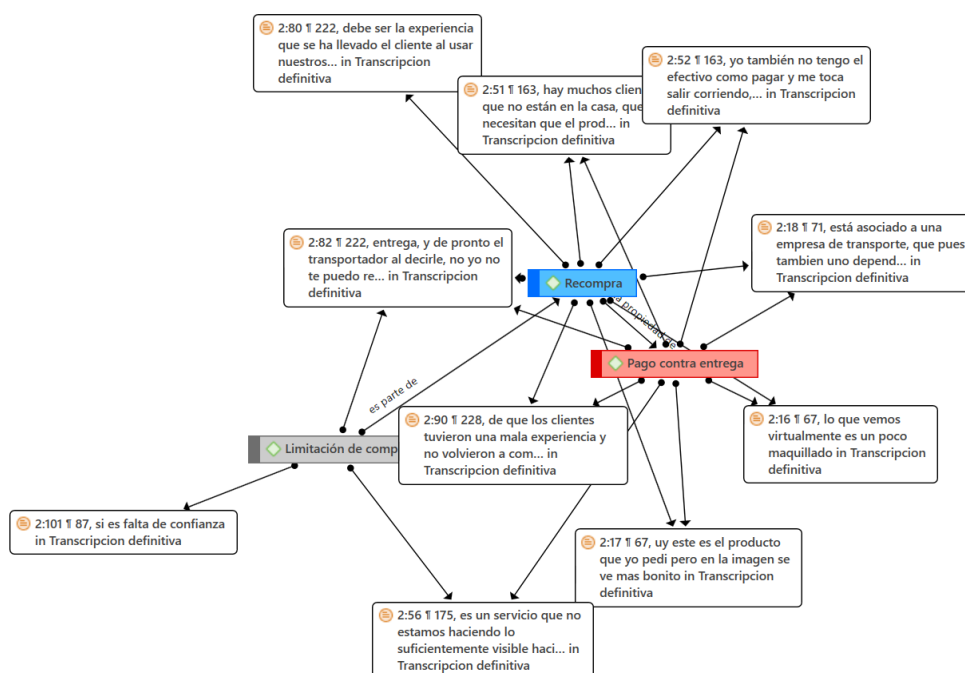 2:80 ¶ 222, debe ser la experiencia
que se ha llevado el cliente al usar
nuestros... in Transcripcion
definitiva
2:51 ¶ 163, hay muchos clien
que no están en la casa, que
necesitan que el prod... in
Transcripcion definitiva
2:52 ¶ 163, yo también no tengo el
efectivo como pagar y me toca
salir corriendo,... in Transcripcion
definitiva
2:82 ¶ 222, entrega, y de pronto el
transportador al decirle, no yo no
te puedo re... in Transcripcion
definitiva
2:18 ¶ 71, está asociado a una
empresa de transporte, que pues
tambien uno depend... in
Transcripcion definitiva
Recompra
propiedad de
Pago contra entrega
es parte de
2:90 ¶ 228, de que los clientes
tuvieron una mala experiencia y
no volvieron a com... in
Transcripcion definitiva
2:16 ¶ 67, lo que vemos
virtualmente es un poco
maquillado in Transcripcion
definitiva
Limitación de comp
2:101 ¶ 87, si es falta de confianza
in Transcripcion definitiva
2:17 ¶ 67, uy este es el producto
que yo pedi pero en la imagen se
ve mas bonito in Transcripcion
definitiva
2:56 ¶ 175, es un servicio que no
estamos haciendo lo
suficientemente visible haci... in
Transcripcion definitiva